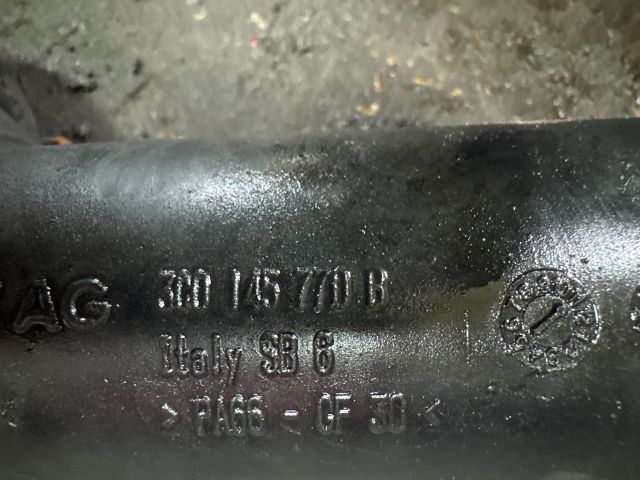 AG 3C0 145 770 B
Italy SB 6
> PA66 - GF 30 <